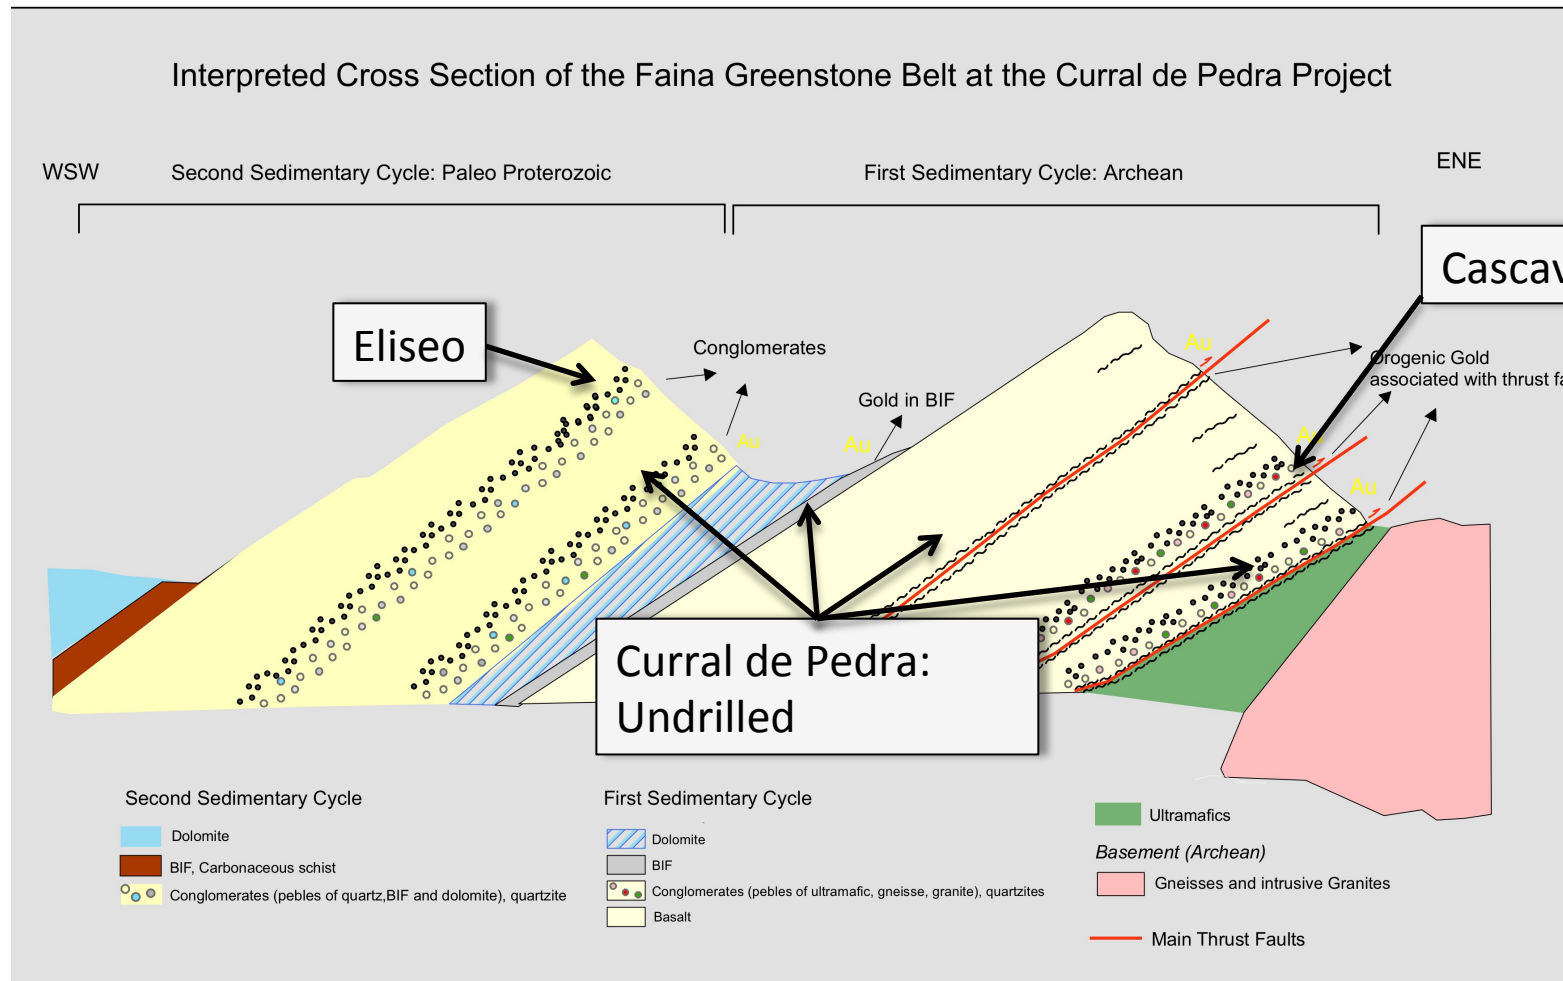 Interpreted Cross Section of the Faina Greenstone Belt at the Curral de Pedra Project
WSW
Second Sedimentary Cycle: Paleo Proterozoic
First Sedimentary Cycle: Archean
ENE
Cascav
Eliseo
Conglomerates
Au
Orogenic Gold
associated with thrust fa
Gold in BIF
Au
Au
Au
Au
Curral de Pedra:
Undrilled
Second Sedimentary Cycle
Dolomite
BIF, Carbonaceous schist
Conglomerates (pebles of quartz,BIF and dolomite), quartzite
First Sedimentary Cycle
Dolomite
BIF
Conglomerates (pebles of ultramafic, gneisse, granite), quartzites
Basalt
Ultramafics
Basement (Archean)
Gneisses and intrusive Granites
Main Thrust Faults